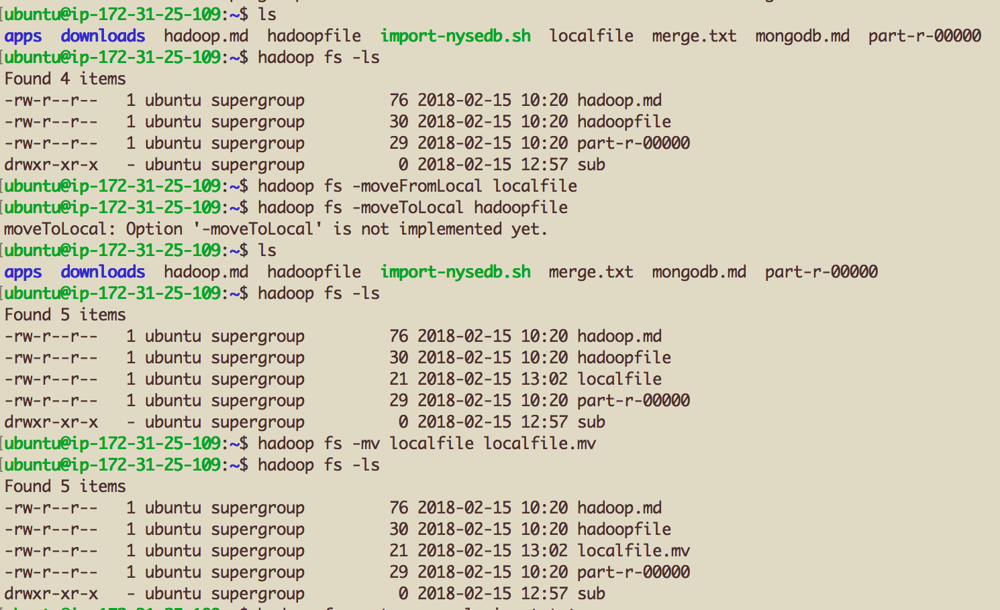 ubuntu@ip-172-31-25-109:~$ ls
apps  downloads  hadoop.md  hadoopfile  import-nysedb.sh  localfile  merge.txt  mongodb.md  part-r-00000
ubuntu@ip-172-31-25-109:~$ hadoop fs -ls
Found 4 items
-rw-r--r--   1 ubuntu supergroup         76 2018-02-15 10:20 hadoop.md
-rw-r--r--   1 ubuntu supergroup         30 2018-02-15 10:20 hadoopfile
-rw-r--r--   1 ubuntu supergroup         29 2018-02-15 10:20 part-r-00000
drwxr-xr-x   - ubuntu supergroup          0 2018-02-15 12:57 sub
ubuntu@ip-172-31-25-109:~$ hadoop fs -moveFromLocal localfile
ubuntu@ip-172-31-25-109:~$ hadoop fs -moveToLocal hadoopfile
moveToLocal: Option '-moveToLocal' is not implemented yet.
ubuntu@ip-172-31-25-109:~$ ls
apps  downloads  hadoop.md  hadoopfile  import-nysedb.sh  merge.txt  mongodb.md  part-r-00000
ubuntu@ip-172-31-25-109:~$ hadoop fs -ls
Found 5 items
-rw-r--r--   1 ubuntu supergroup         76 2018-02-15 10:20 hadoop.md
-rw-r--r--   1 ubuntu supergroup         30 2018-02-15 10:20 hadoopfile
-rw-r--r--   1 ubuntu supergroup         21 2018-02-15 13:02 localfile
-rw-r--r--   1 ubuntu supergroup         29 2018-02-15 10:20 part-r-00000
drwxr-xr-x   - ubuntu supergroup          0 2018-02-15 12:57 sub
ubuntu@ip-172-31-25-109:~$ hadoop fs -mv localfile localfile.mv
ubuntu@ip-172-31-25-109:~$ hadoop fs -ls
Found 5 items
-rw-r--r--   1 ubuntu supergroup         76 2018-02-15 10:20 hadoop.md
-rw-r--r--   1 ubuntu supergroup         30 2018-02-15 10:20 hadoopfile
-rw-r--r--   1 ubuntu supergroup         21 2018-02-15 13:02 localfile.mv
-rw-r--r--   1 ubuntu supergroup         29 2018-02-15 10:20 part-r-00000
drwxr-xr-x   - ubuntu supergroup          0 2018-02-15 12:57 sub